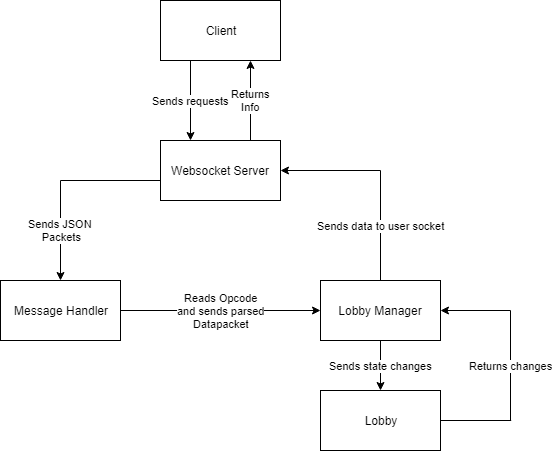 Client
Sends requests
Returns
Info
Websocket Server
Sends JSON
Packets
Sends data to user socket
Message Handler
Reads Opcode
and sends parsed
Datapacket
Lobby Manager
Sends state changes
Returns changes
Lobby